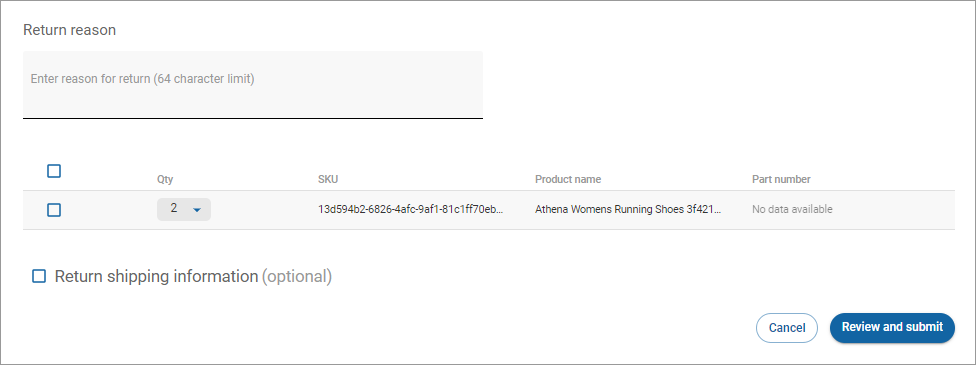 Return reason
Enter reason for return (64 character limit)
Qty SKU Product name Part number
2 13d594b2-6826-4afc-9af1-81c1ff70eb... Athena Womens Running Shoes 3f421... No data available
Return shipping information (optional)
Cancel Review and submit